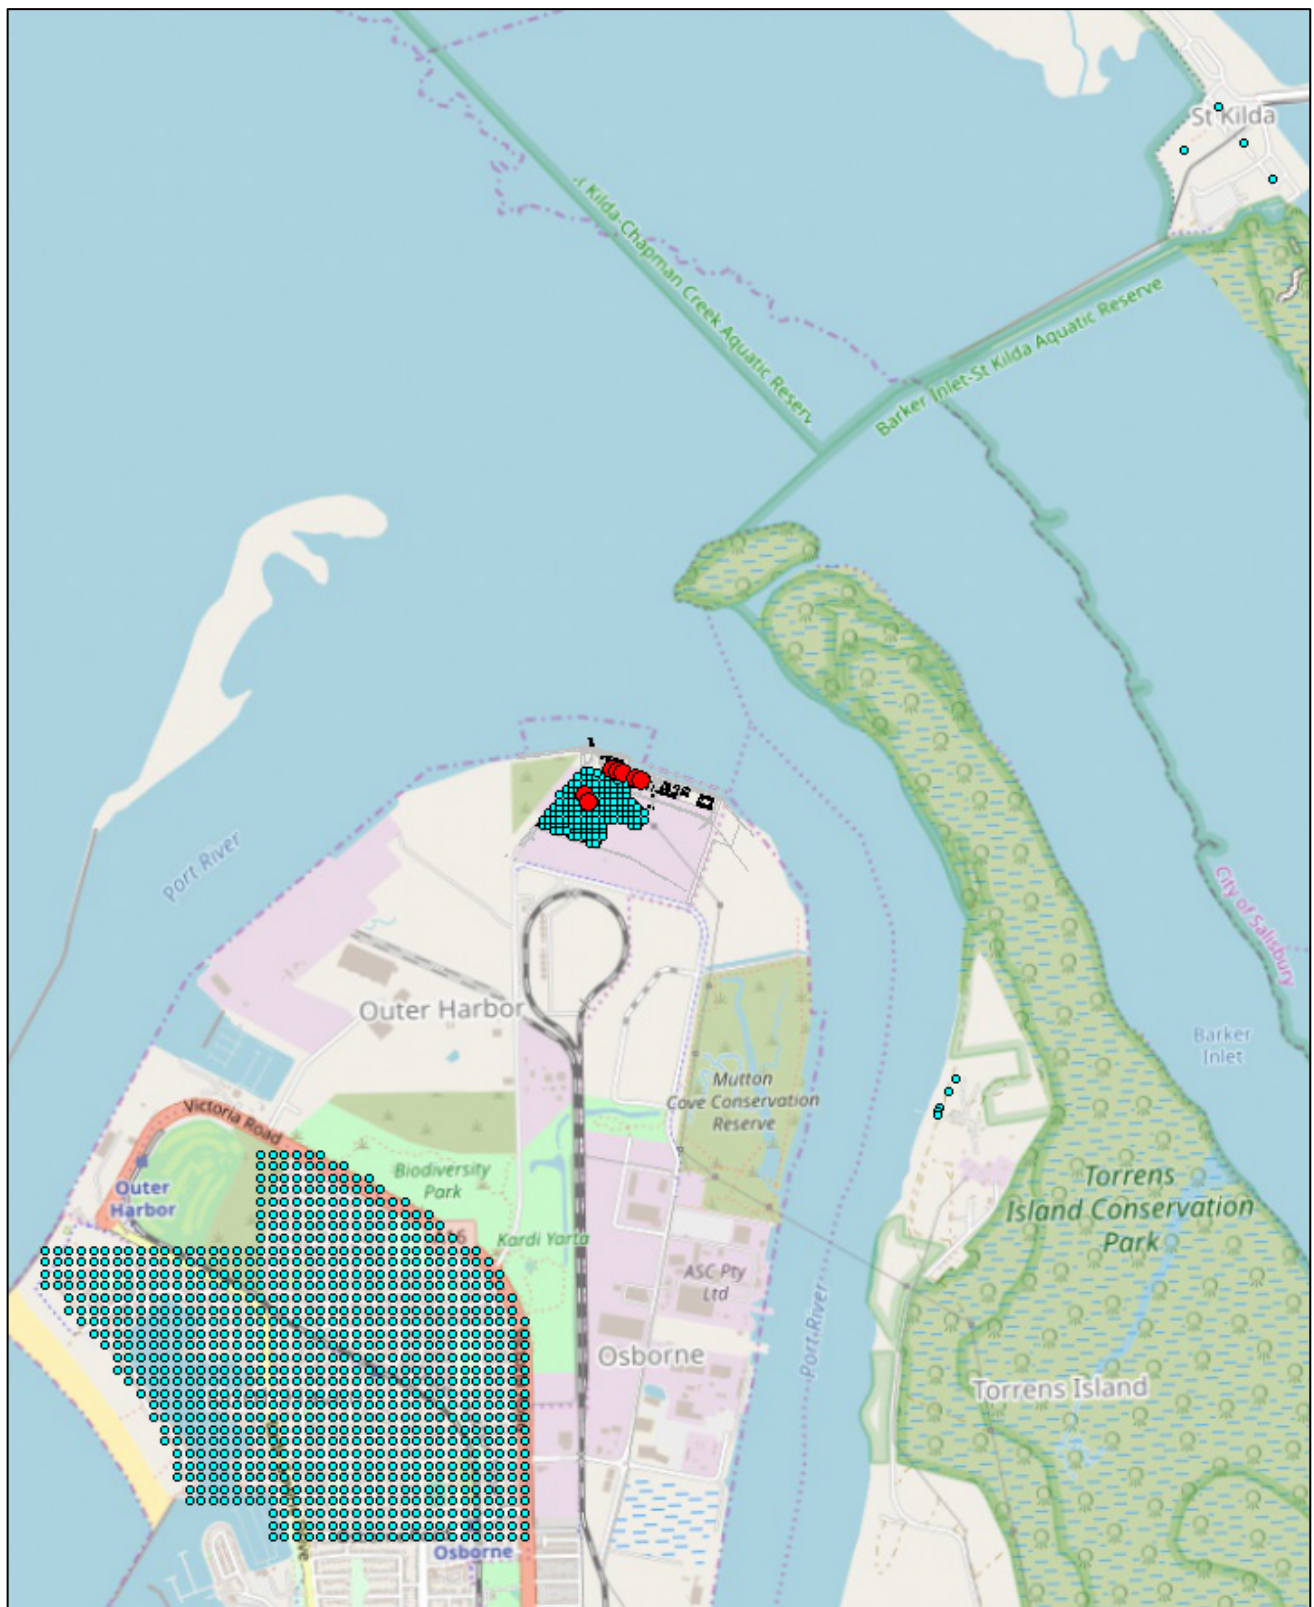 St Kilda
St Kilda-Chapman Creek Aquatic Reserv
Barker Inlet-St Kilda Aquatic Reserve
Port River
City of Salisbury
Outer Harbor
Barker
Inlet
Mutton
Cove Conservation
Reserve
Victoria Road
Biodiversity
Park
Outer
Harbor
Torrens
Island Conservation
Park
Kardi Yarta
ASC Pty
Ltd
Port River
Osborne
Torrens Island
Osborne